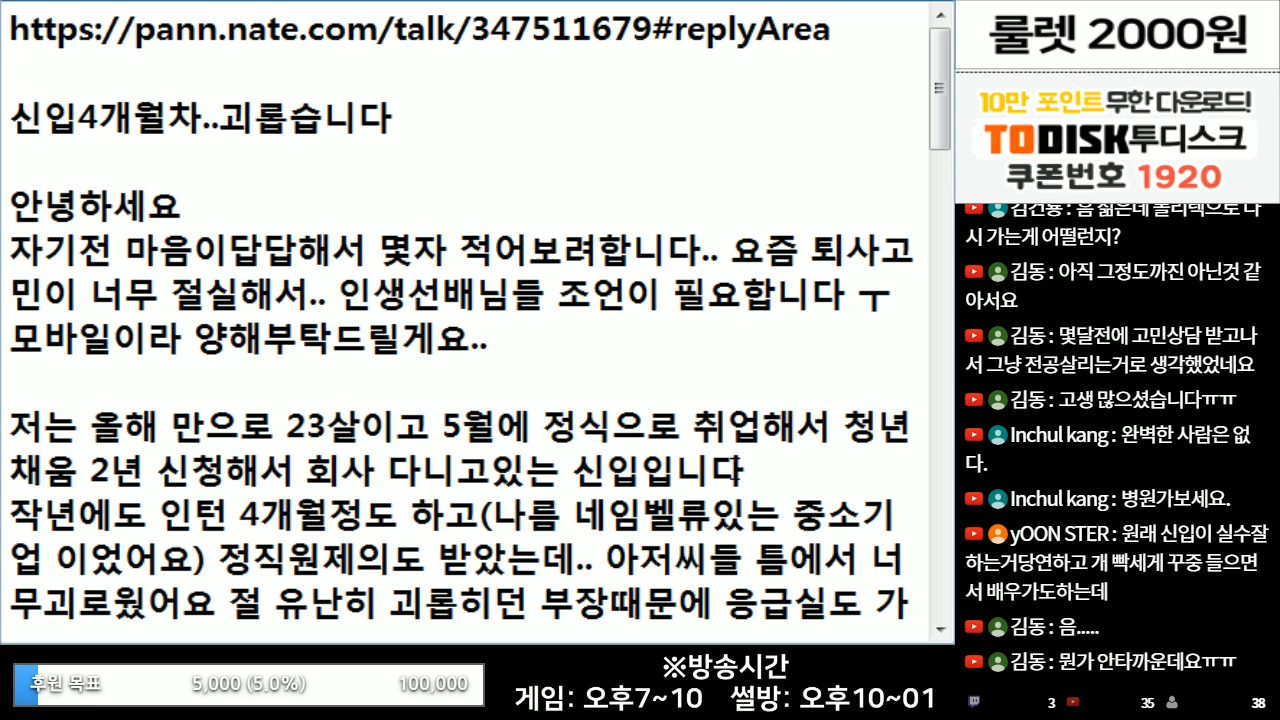 https://pann.nate.com/talk/347511679#replyArea
신입4개월차..괴롭습니다
안녕하세요
자기전 마음이답답해서 몇자 적어보려합니다.. 요즘 퇴사고
민이 너무 절실해서.. 인생선배님들 조언이 필요합니다 ㅜ
모바일이라 양해부탁드릴게요..
저는 올해 만으로 23살이고 5월에 정식으로 취업해서 청년
채움 2년 신청해서 회사 다니고있는 신입입니다
작년에도 인턴 4개월정도 하고(나름 네임벨류있는 중소기
업 이었어요) 정직원제의도 받았는데.. 아저씨들 틈에서 너
무괴로웠어요 절 유난히 괴롭히던 부장때문에 응급실도 가
룰렛 2000원
10만 포인트무한다운로드!
TODISK투디스크
쿠폰번호 1920
김건룡 : 음 젊은데 폴리텍으로 다
시 가는게 어떨런지?
김동 : 아직 그정도까진 아닌것 같
아서요
김동 : 몇달전에 고민상담 받고나
서 그냥 전공살리는거로 생각했었네요
김동 : 고생 많으셨습니다ㅠㅠ
Inchul kang : 완벽한 사람은 없
다.
Inchul kang : 병원가보세요.
yOON STER : 원래 신입이 실수잘
하는거당연하고 개 빡세게 꾸중 들으면
서 배우가도하는데
김동 : 음.....
김동 : 뭔가 안타까운데요ㅠㅠ
3 35 38
후원 목표 5,000 (5.0%) 100,000
※방송시간
게임: 오후7~10 썰방: 오후10~01